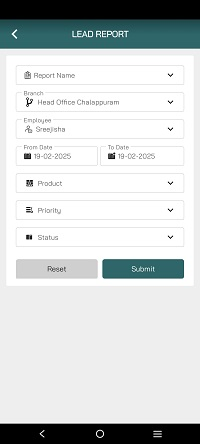 LEAD REPORT
Report Name
Branch
Head Office Chalappuram
Employee
Sreejisha
From Date To Date
19-02-2025 19-02-2025
Product
Priority
Status
Reset Submit